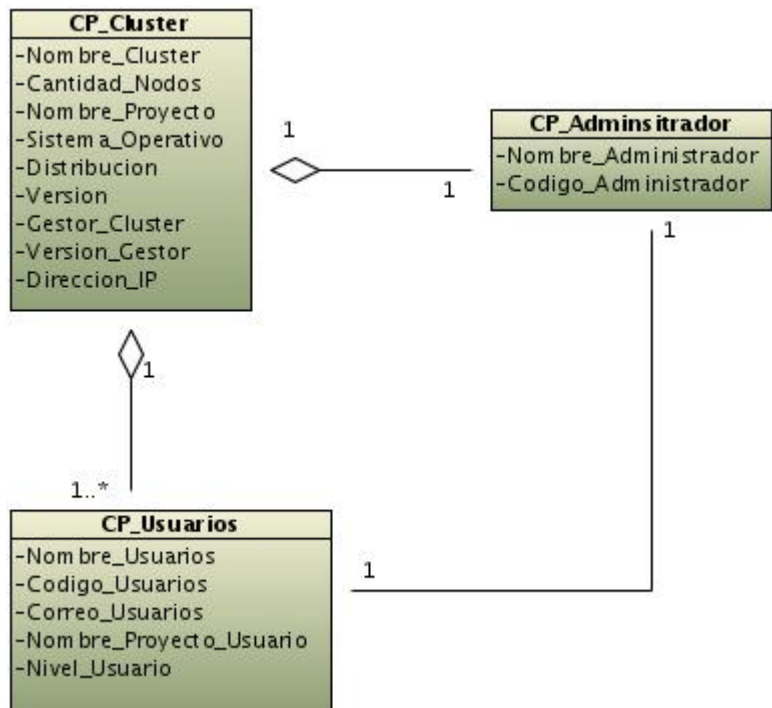 CP_Cluster
-Nombre_Cluster
-Cantidad_Nodos
-Nombre_Proyecto
-Sistema_Operativo
-Distribucion
-Version
-Gestor_Cluster
-Version_Gestor
-Direccion_IP
1
1
CP_Adminsitrador
-Nombre_Administrador
-Codigo_Administrador
1
1
1..*
CP_Usuarios
-Nombre_Usuarios
-Codigo_Usuarios
-Correo_Usuarios
-Nombre_Proyecto_Usuario
-Nivel_Usuario
1